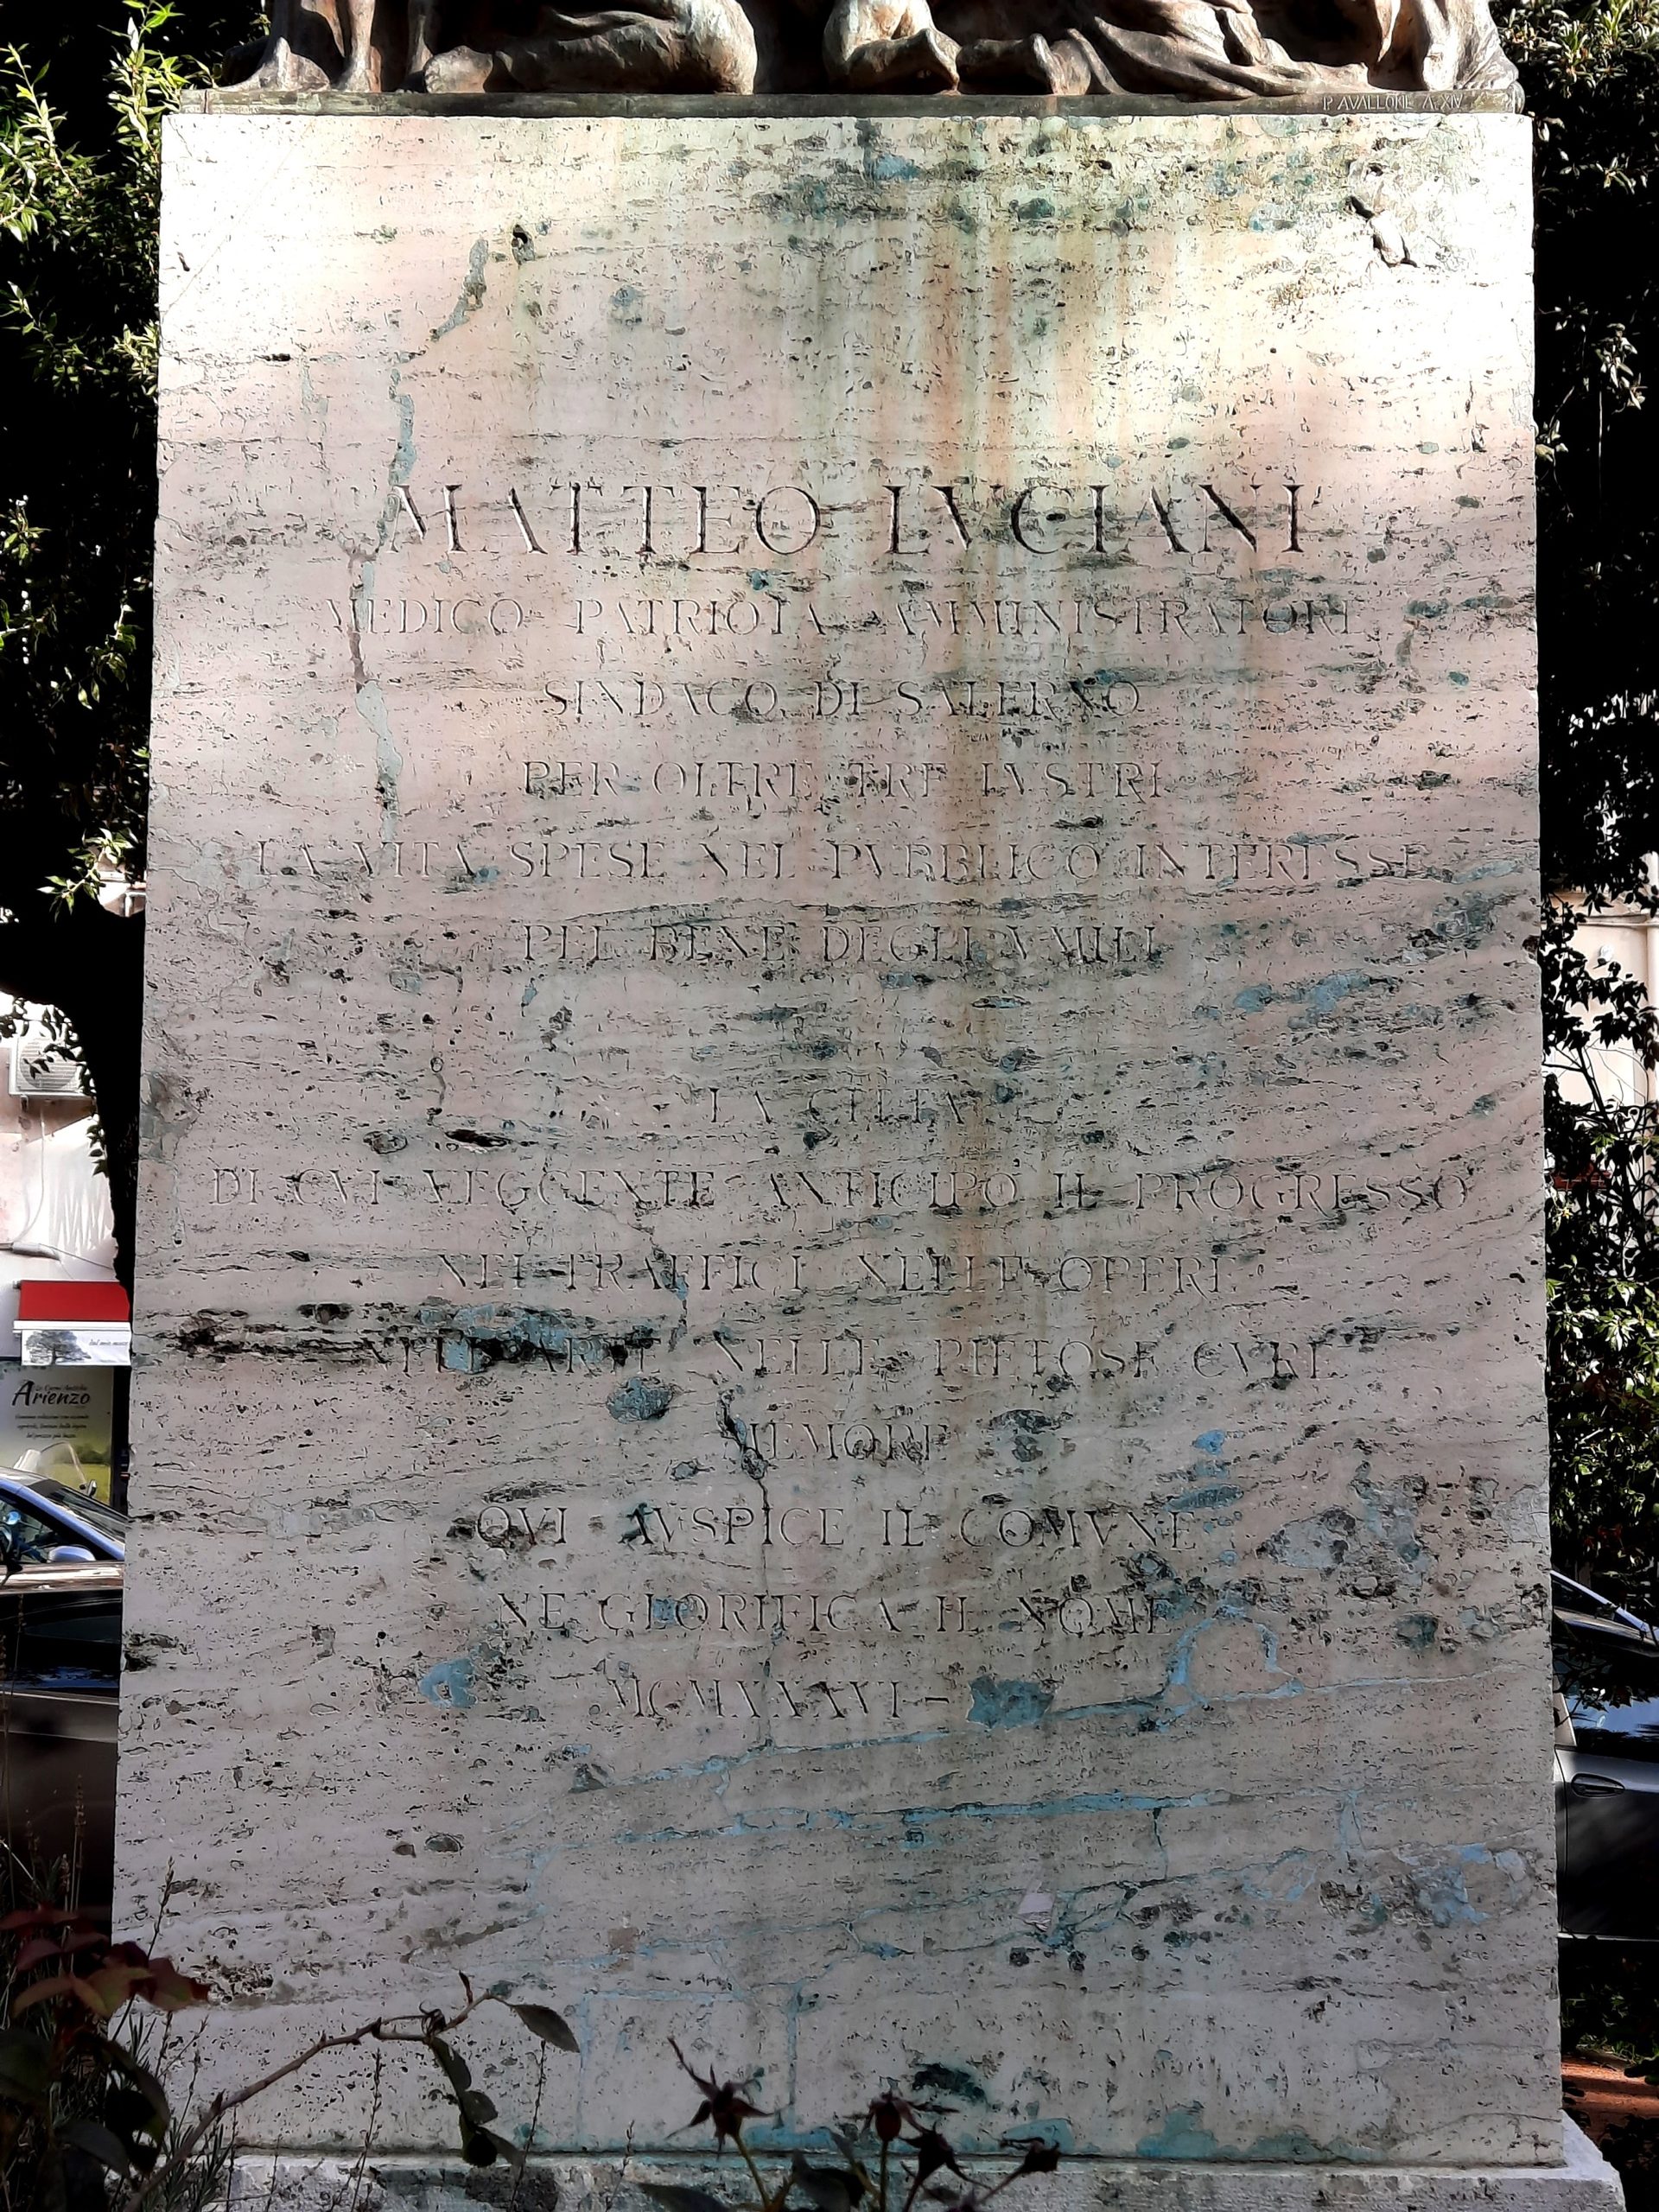 P. AVALLONE A. XIV
MATTEO LVCIANI
MEDICO PATRIOTA AMMINISTRATORE
SINDACO DI SALERNO
PER OLTRE TRE LVSTRI
LA VITA SPESE NEL PVBBLICO INTERESSE
PEL BENE DEGLI VMILI
LA CITTÀ
DI CVI VEGGENTE ANTICIPÒ IL PROGRESSO
NEI TRAFFICI NELLE OPERE
NELL'ARTE NELLE PIETOSE CVRE
MEMORE
QVI AVSPICE IL COMVNE
NE GLORIFICA IL NOME
MCMXXXVI -
Arienzo